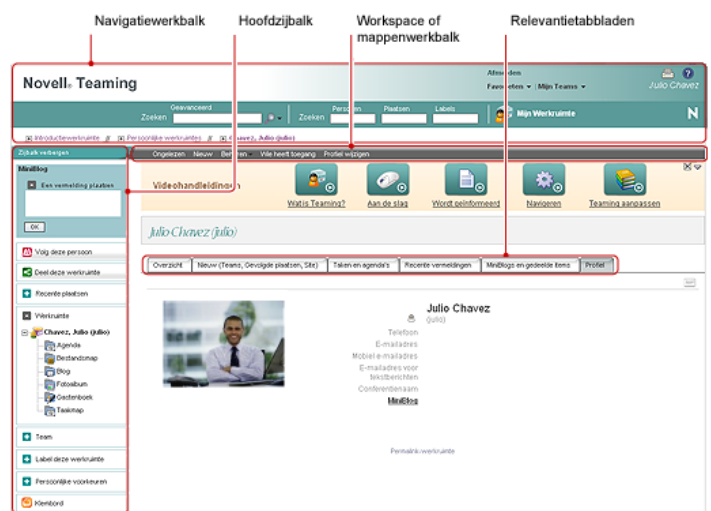 Navigatiewerkbalk
Hoofdzijbalk
Workspace of
mappenwerkbalk
Relevantietabbladen
Novell. Teaming
Afmelden
Favorieten | Mijn Teams
Julio Chavez
Geavanceerd
Zoeken
Zoeken
Personen
Plaatsen
Labels
Mijn Werkruimte
N
Introductiewerkruimte // Persoonlijke werkruimtes // Chavez, Julio (julio)
Zijbalk verbergen
Ongelezen Nieuw Beheren Wie heeft toegang Profiel wijzigen
MiniBlog
Een vermelding plaatsen
OK
Videohandleidingen
Wat is Teaming?
Aan de slag
Wordt geïnformeerd
Navigeren
Teaming aanpassen
Julio Chavez (julio)
Overzicht
Nieuw (Teams, Gevolgde plaatsen, Site)
Taken en agenda's
Recente vermeldingen
MiniBlogs en gedeelde items
Profiel
Volg deze persoon
Deel deze werkruimte
Recente plaatsen
Werkruimte
Chavez, Julio (julio)
Agenda
Bestandsmap
Blog
Fotoalbum
Gastenboek
Taakmap
Team
Label deze werkruimte
Persoonlijke voorkeuren
Klembord
Julio Chavez
(julio)
Telefoon
E-mailadres
Mobiel e-mailadres
E-mailadres voor
tekstberichten
Conferentienaam
MiniBlog
Permalink werkruimte